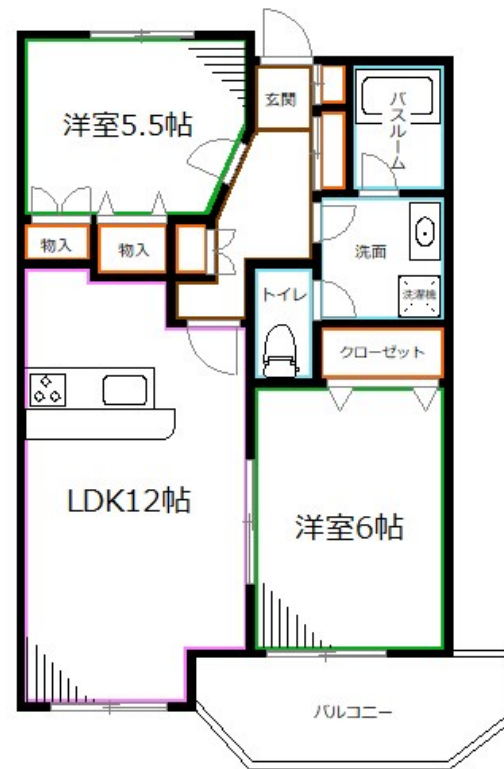 玄関
バスルーム
洋室5.5帖
物入
物入
洗面
洗濯機
トイレ
クローゼット
LDK12帖
洋室6帖
バルコニー